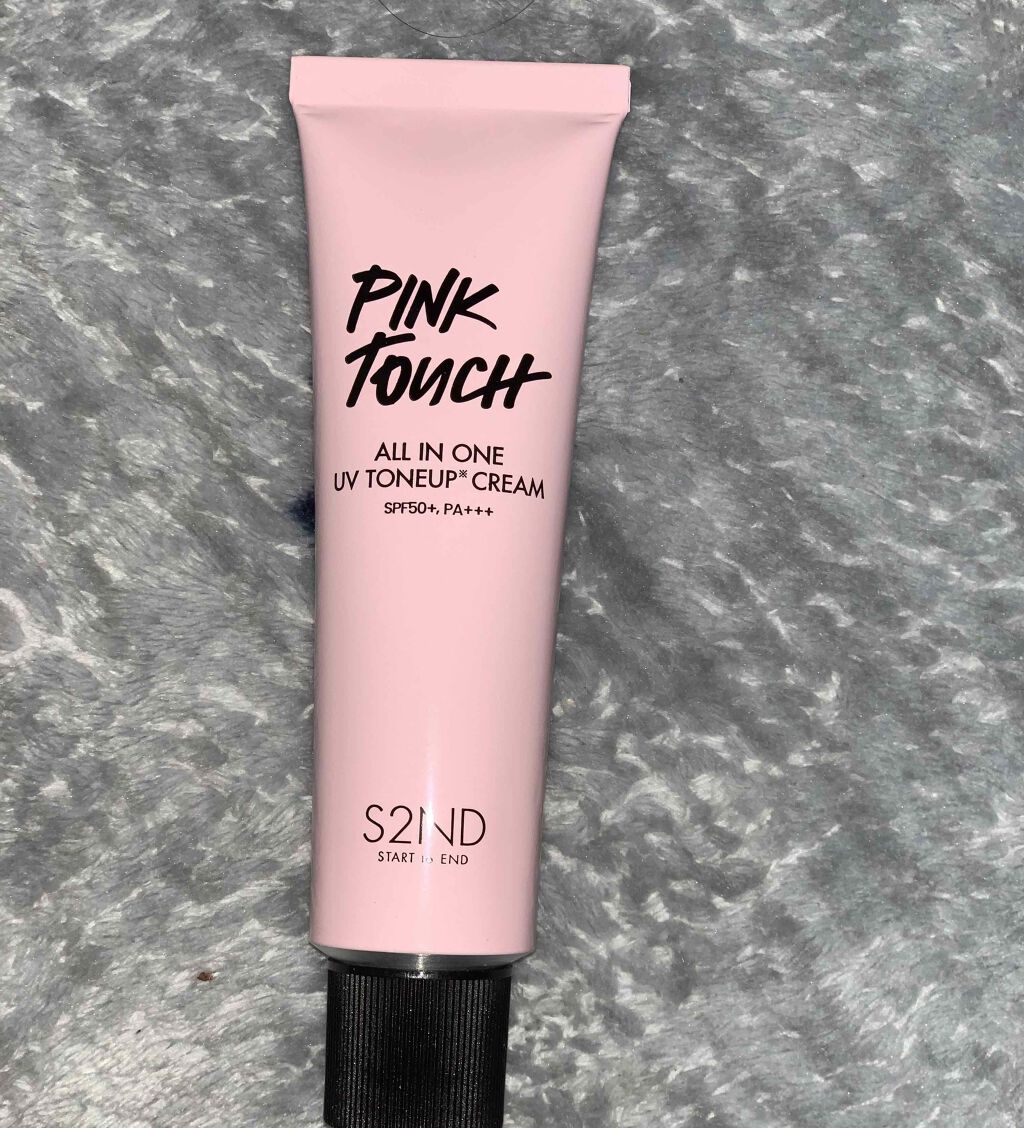 PINK
TOUCH
ALL IN ONE
UV TONEUP※ CREAM
SPF50+, PA+++
S2ND
START to END